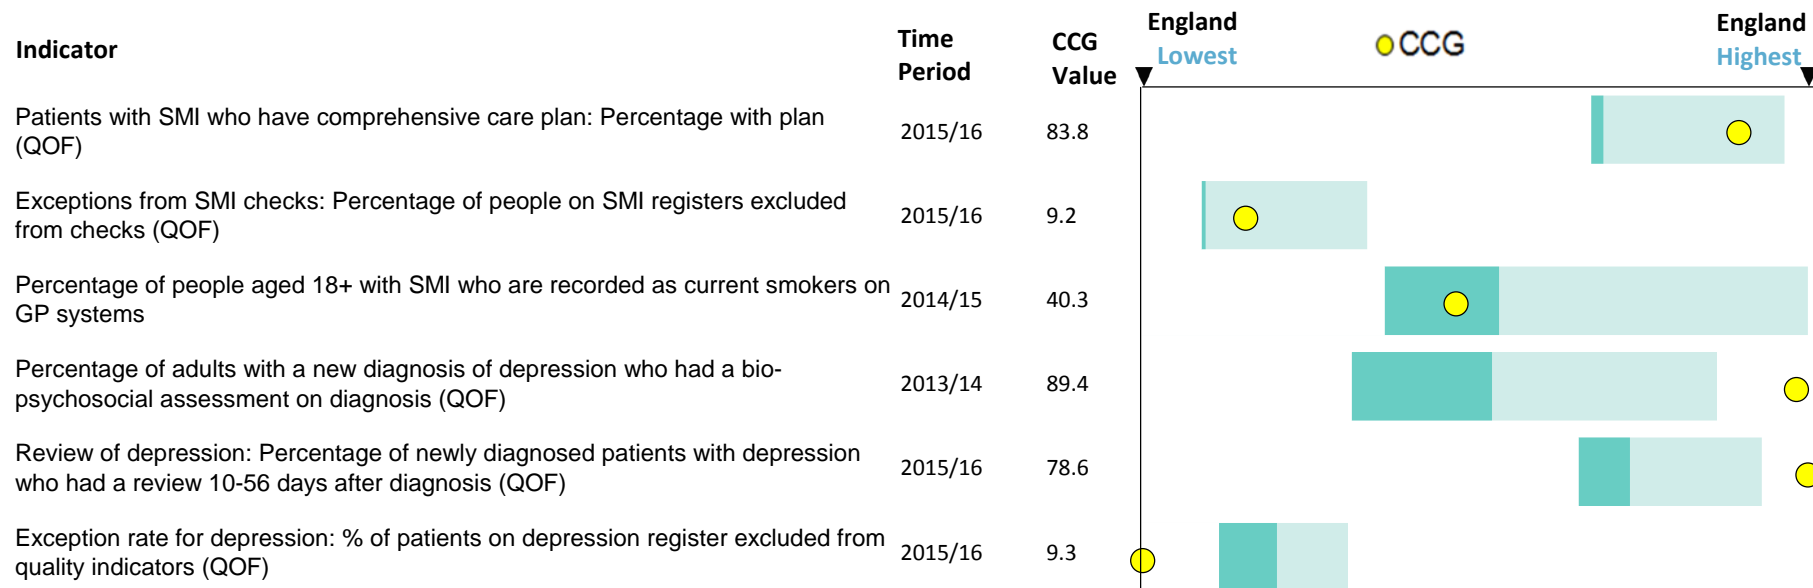 Indicator
Time Period
CCG Value
England Lowest
CCG
England Highest
Patients with SMI who have comprehensive care plan: Percentage with plan
(QOF)
2015/16
83.8
Exceptions from SMI checks: Percentage of people on SMI registers excluded
from checks (QOF)
2015/16
9.2
Percentage of people aged 18+ with SMI who are recorded as current smokers on
GP systems
2014/15
40.3
Percentage of adults with a new diagnosis of depression who had a bio-
psychosocial assessment on diagnosis (QOF)
2013/14
89.4
Review of depression: Percentage of newly diagnosed patients with depression
who had a review 10-56 days after diagnosis (QOF)
2015/16
78.6
Exception rate for depression: % of patients on depression register excluded from
quality indicators (QOF)
2015/16
9.3